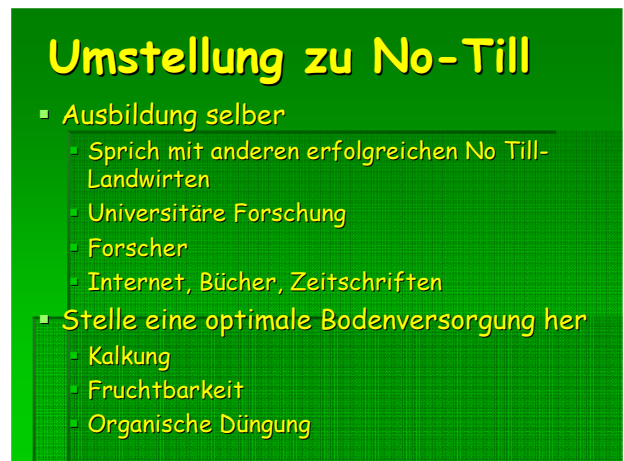 Umstellung zu No-Till
Ausbildung selber
Sprich mit anderen erfolgreichen No Till-
Landwirten
Universitäre Forschung
Forscher
Internet, Bücher, Zeitschriften
Stelle eine optimale Bodenversorgung her
Kalkung
Fruchtbarkeit
Organische Düngung